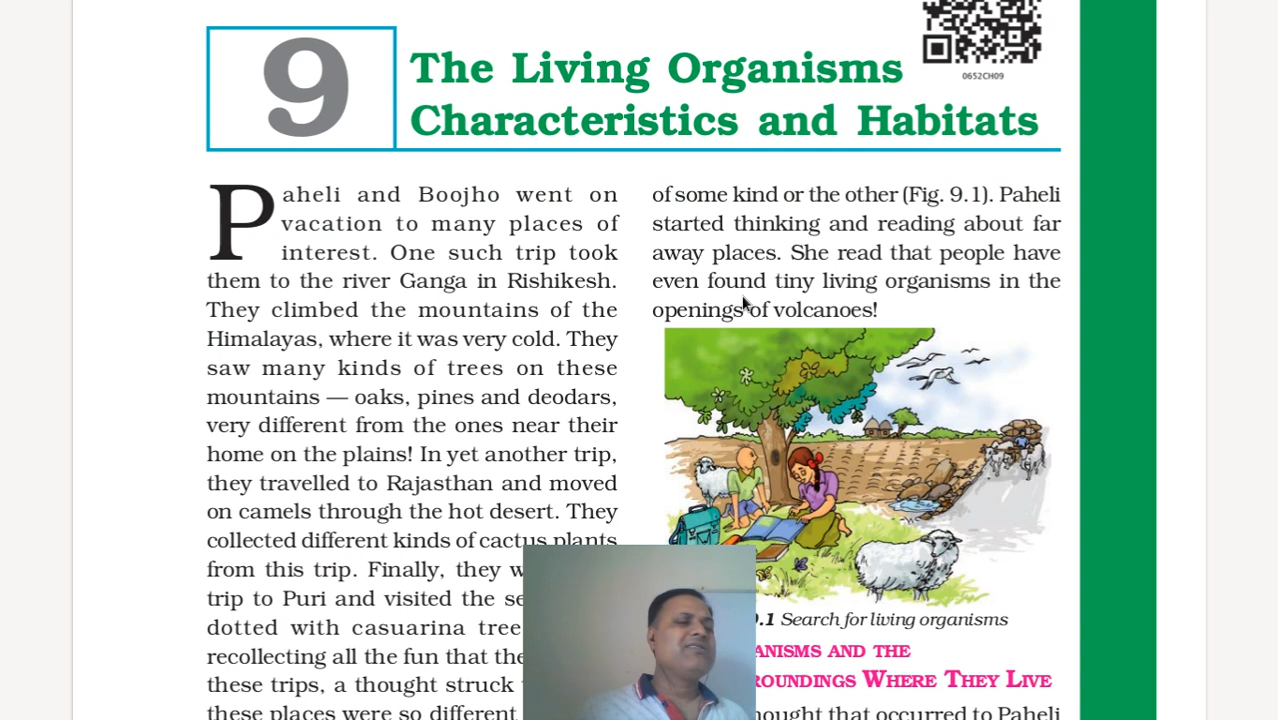 9
The Living Organisms
Characteristics and Habitats
0652CH09
Paheli and Boojho went on
vacation to many places of
interest. One such trip took
them to the river Ganga in Rishikesh.
They climbed the mountains of the
Himalayas, where it was very cold. They
saw many kinds of trees on these
mountains — oaks, pines and deodars,
very different from the ones near their
home on the plains! In yet another trip,
they travelled to Rajasthan and moved
on camels through the hot desert. They
collected different kinds of cactus plants
from this trip. Finally, they
trip to Puri and visited the
dotted with casuarina
recollecting all the fun that
these trips, a thought struck
these places were so different
of some kind or the other (Fig. 9.1). Paheli
started thinking and reading about far
away places. She read that people have
even found tiny living organisms in the
openings of volcanoes!
.1 Search for living organisms
ANISMS AND THE
ROUNDINGS WHERE THEY LIVE
that occurred to Paheli